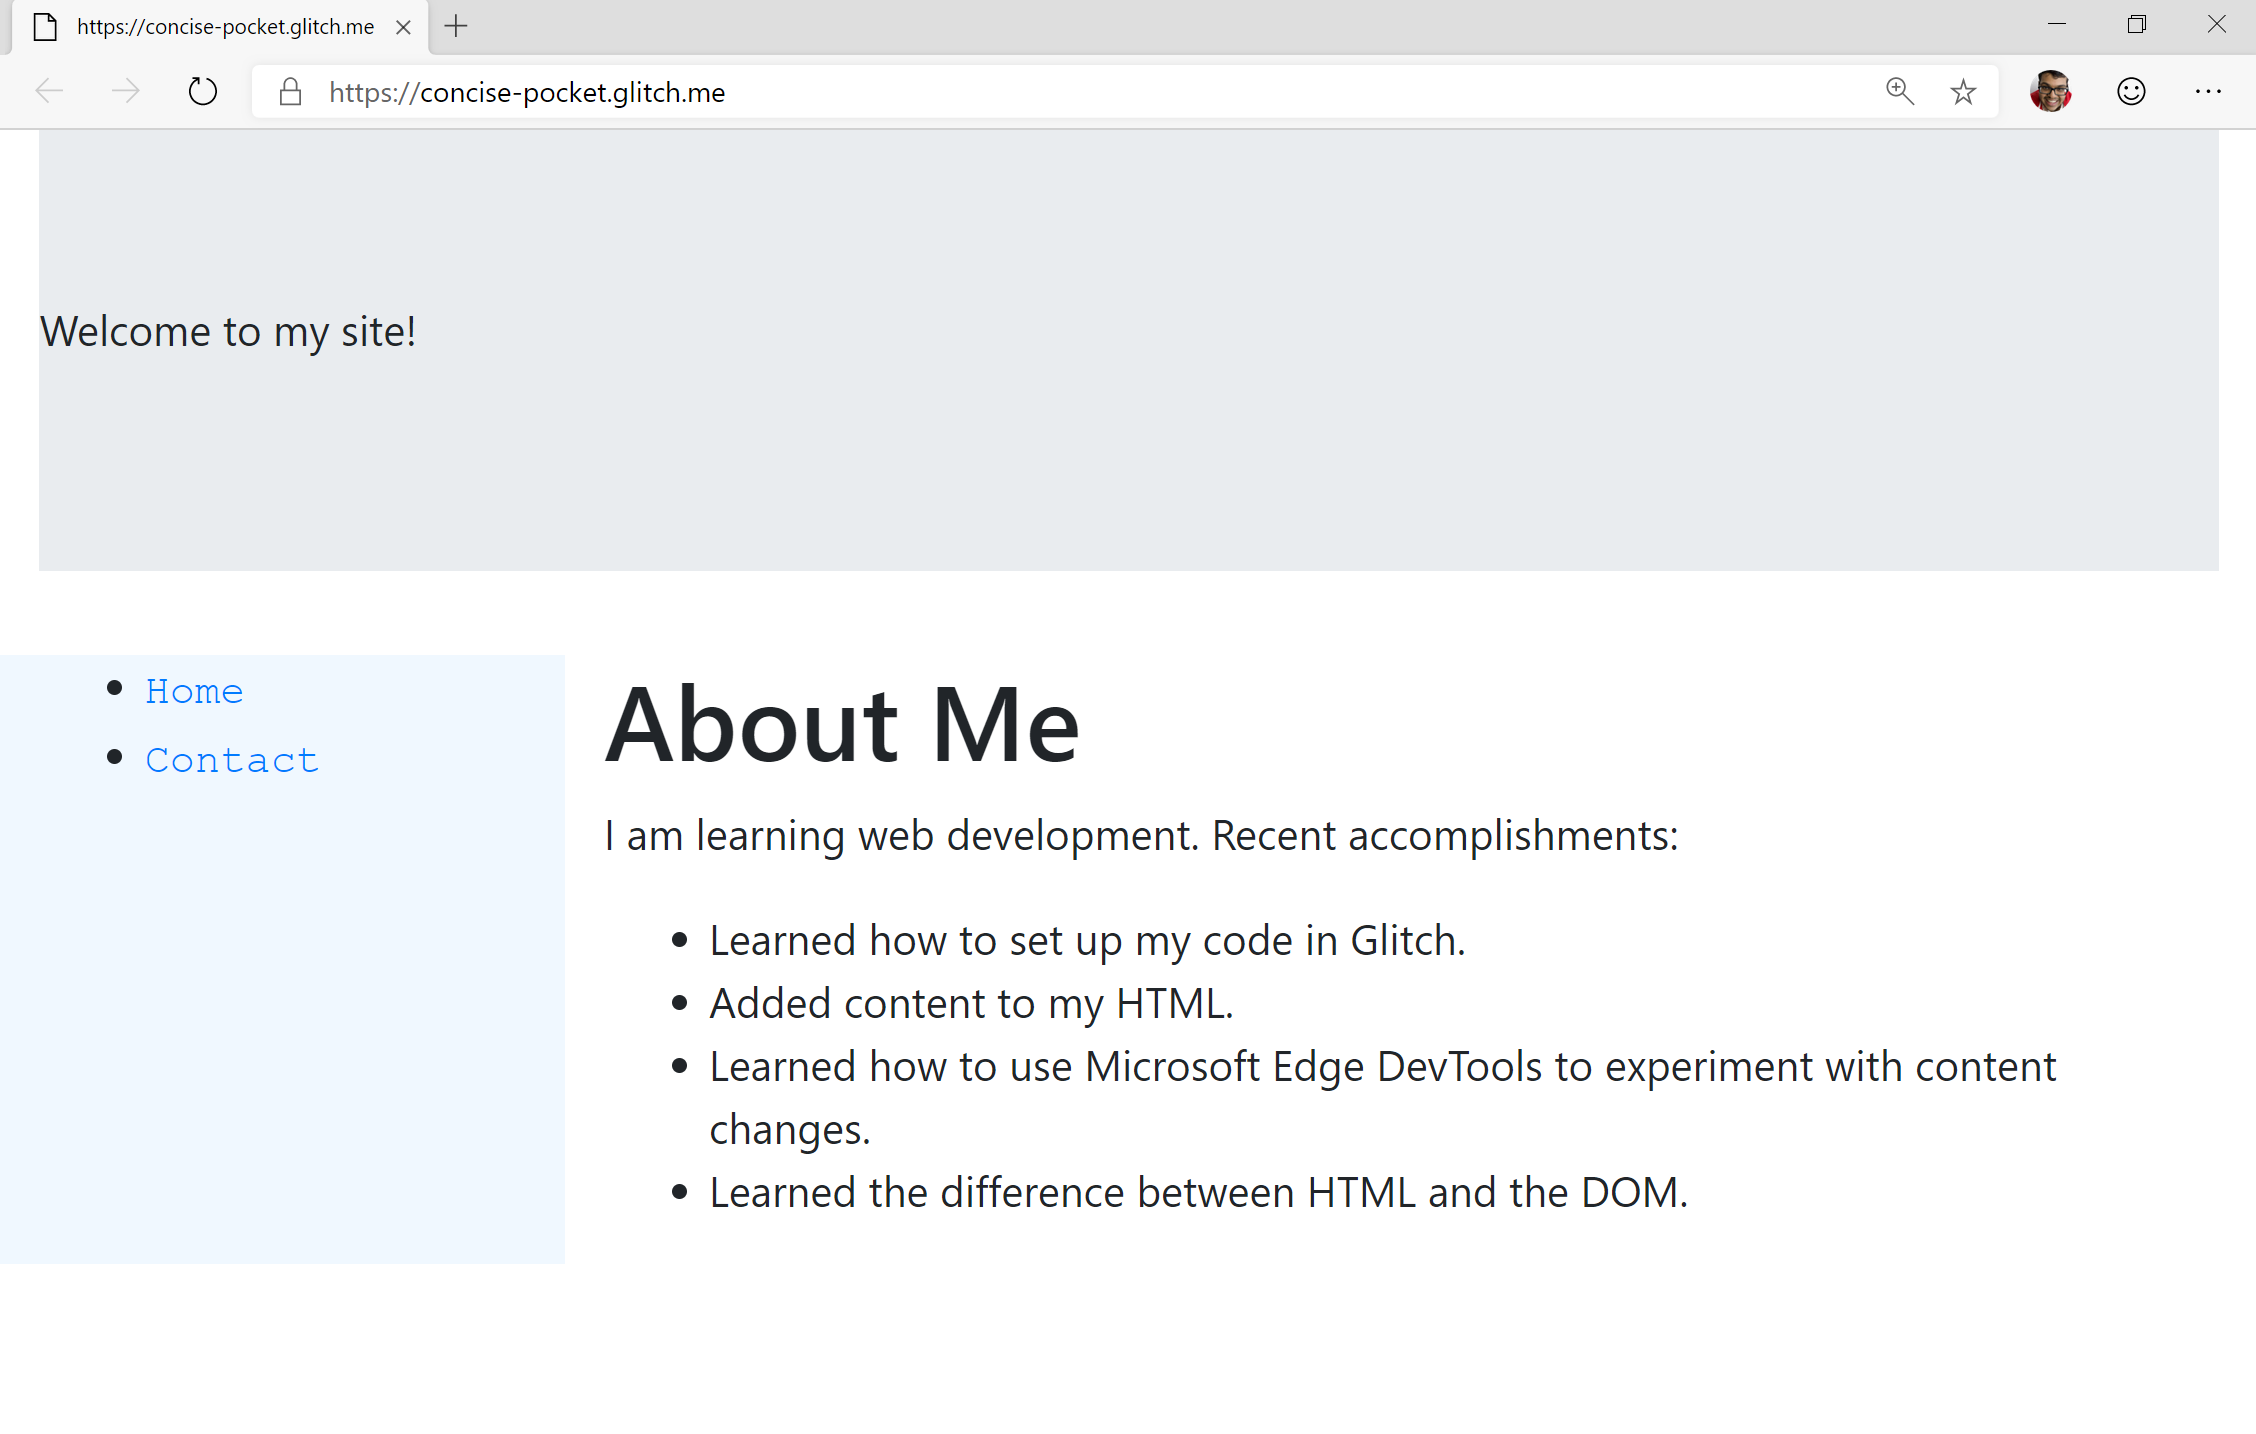 https://concise-pocket.glitch.me
https://concise-pocket.glitch.me
Welcome to my site!
Home
Contact
About Me
I am learning web development. Recent accomplishments:
Learned how to set up my code in Glitch.
Added content to my HTML.
Learned how to use Microsoft Edge DevTools to experiment with content
changes.
Learned the difference between HTML and the DOM.